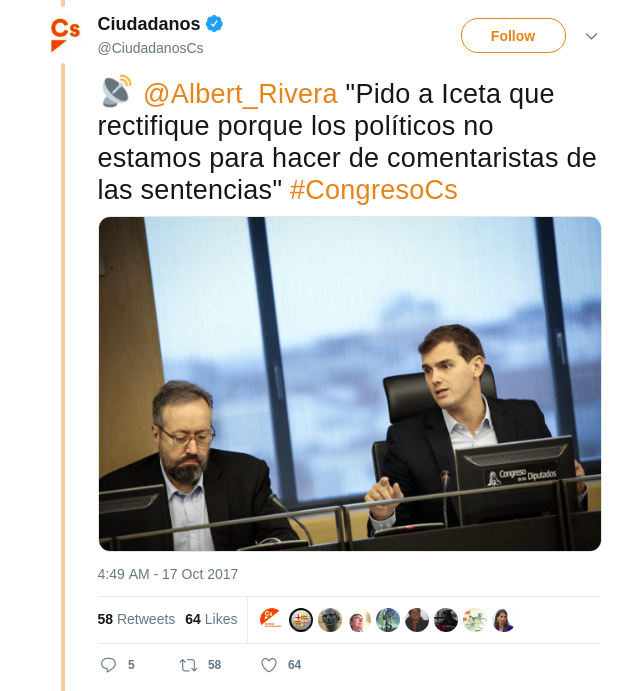 Cs
Ciudadanos
@CiudadanosCs
Follow
@Albert_Rivera "Pido a Iceta que
rectifique porque los políticos no
estamos para hacer de comentaristas de
las sentencias" #CongresoCs
Congreso
de los Diputados
4:49 AM - 17 Oct 2017
58 Retweets 64 Likes
Cs
5 58 64